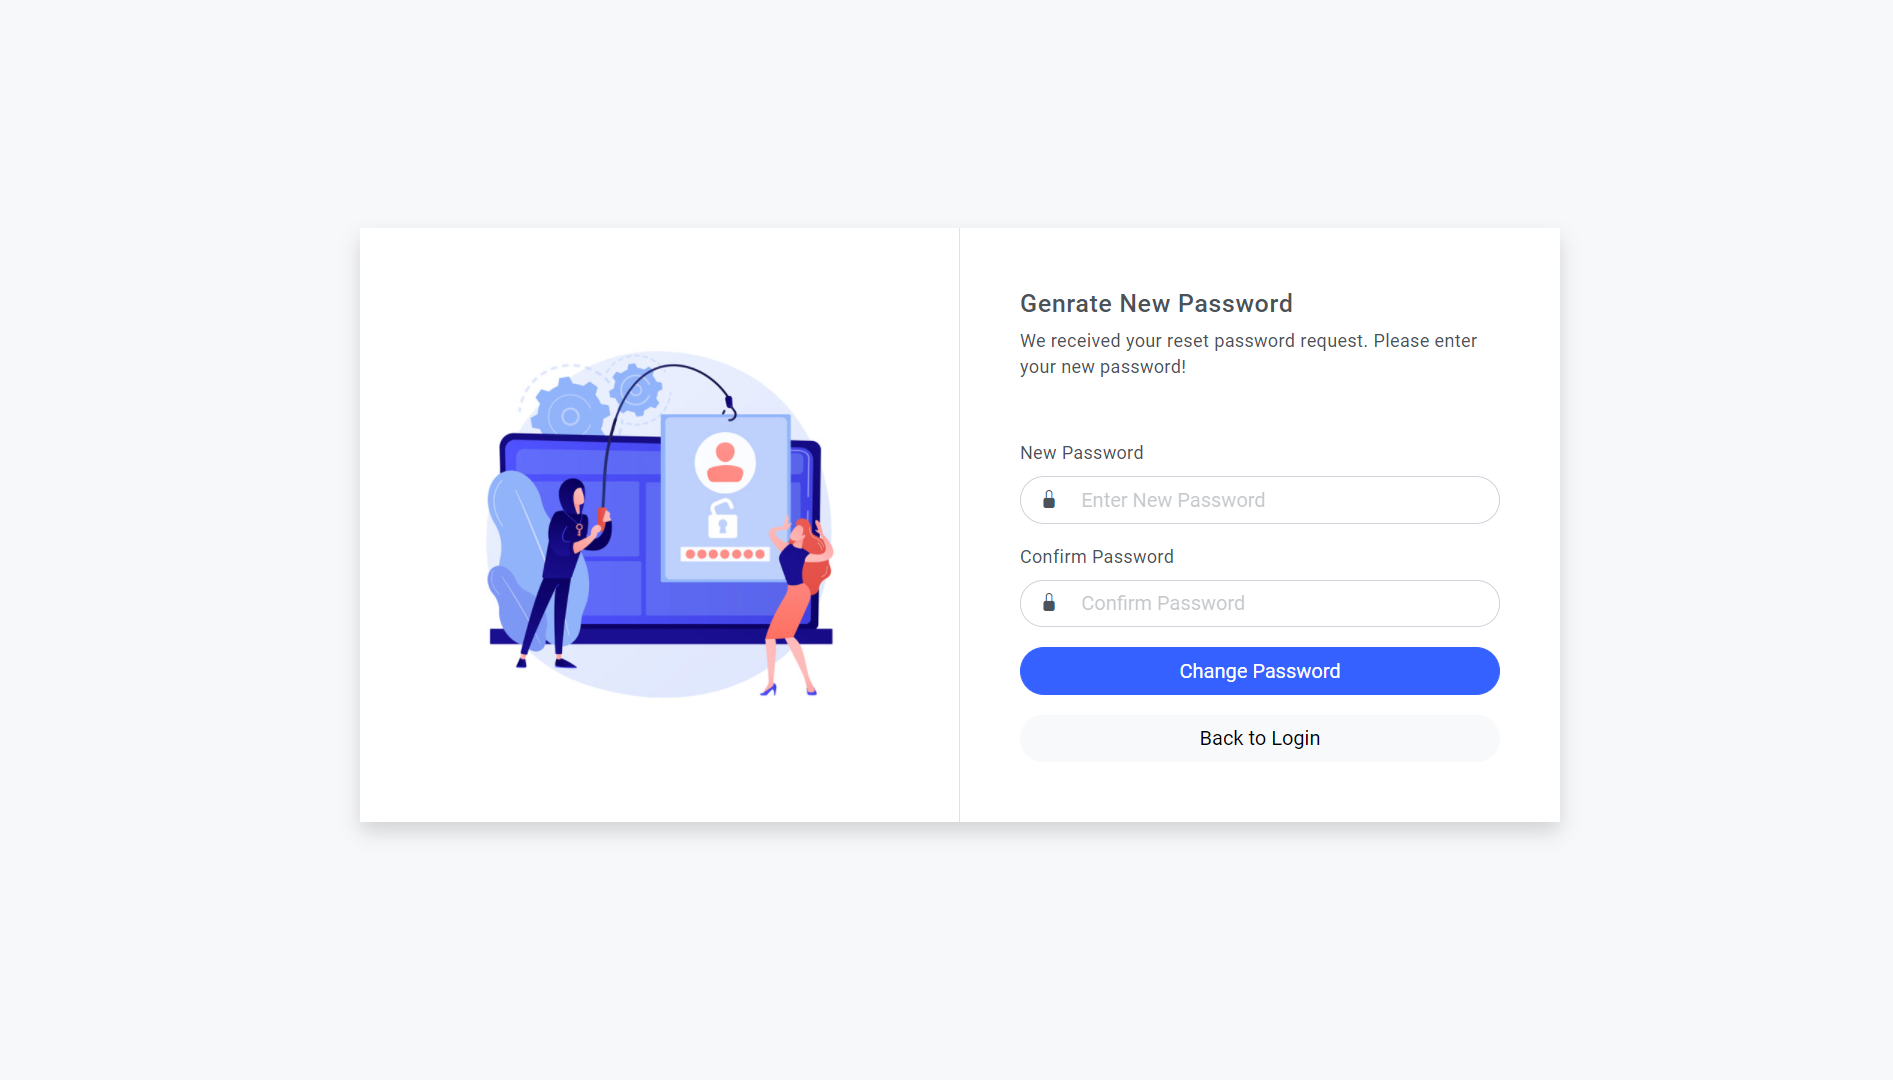 Genrate New Password
We received your reset password request. Please enter
your new password!
New Password
Enter New Password
Confirm Password
Confirm Password
Change Password
Back to Login